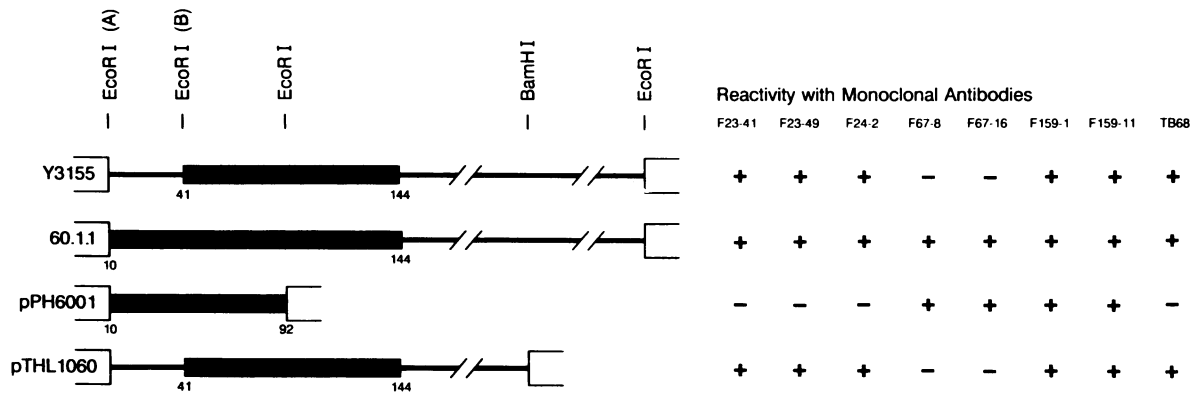 EcoR I (A)
EcoR I (B)
EcoR I
BamH I
EcoR I
Reactivity with Monoclonal Antibodies
F23-41 F23-49 F24-2 F67-8 F67-16 F159-1 F159-11 TB68
Y3155 + + + − − + + +
41 144
60.1.1 + + + + + + + +
10 144
pPH6001 − − − + + + + −
10 92
pTHL1060 + + + − − + + +
41 144